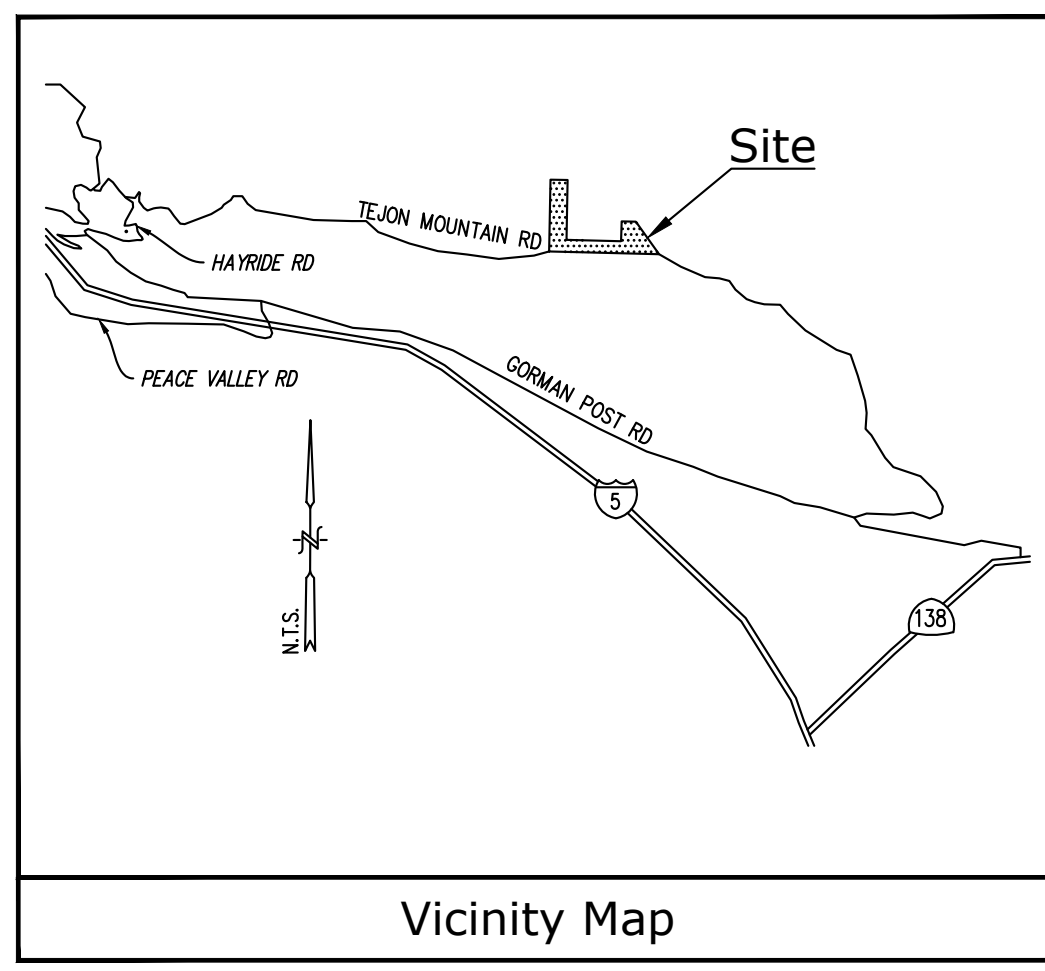 Site
TEJON MOUNTAIN RD
HAYRIDE RD
PEACE VALLEY RD
GORMAN POST RD
5
N
N.T.S.
138
Vicinity Map